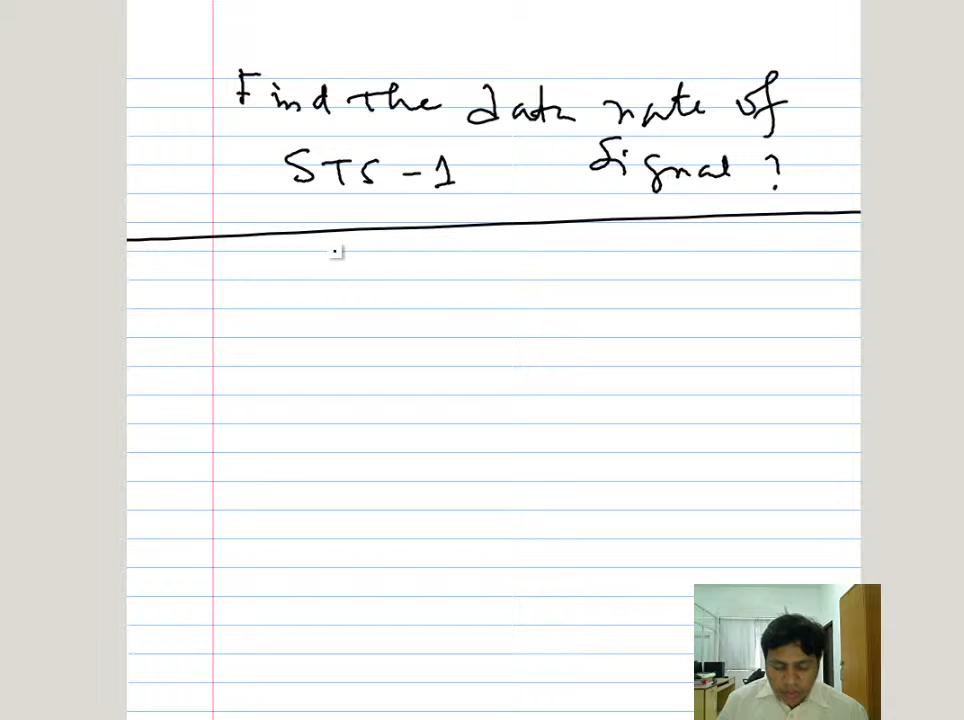 Find the data rate of
STS-1 Signal ?